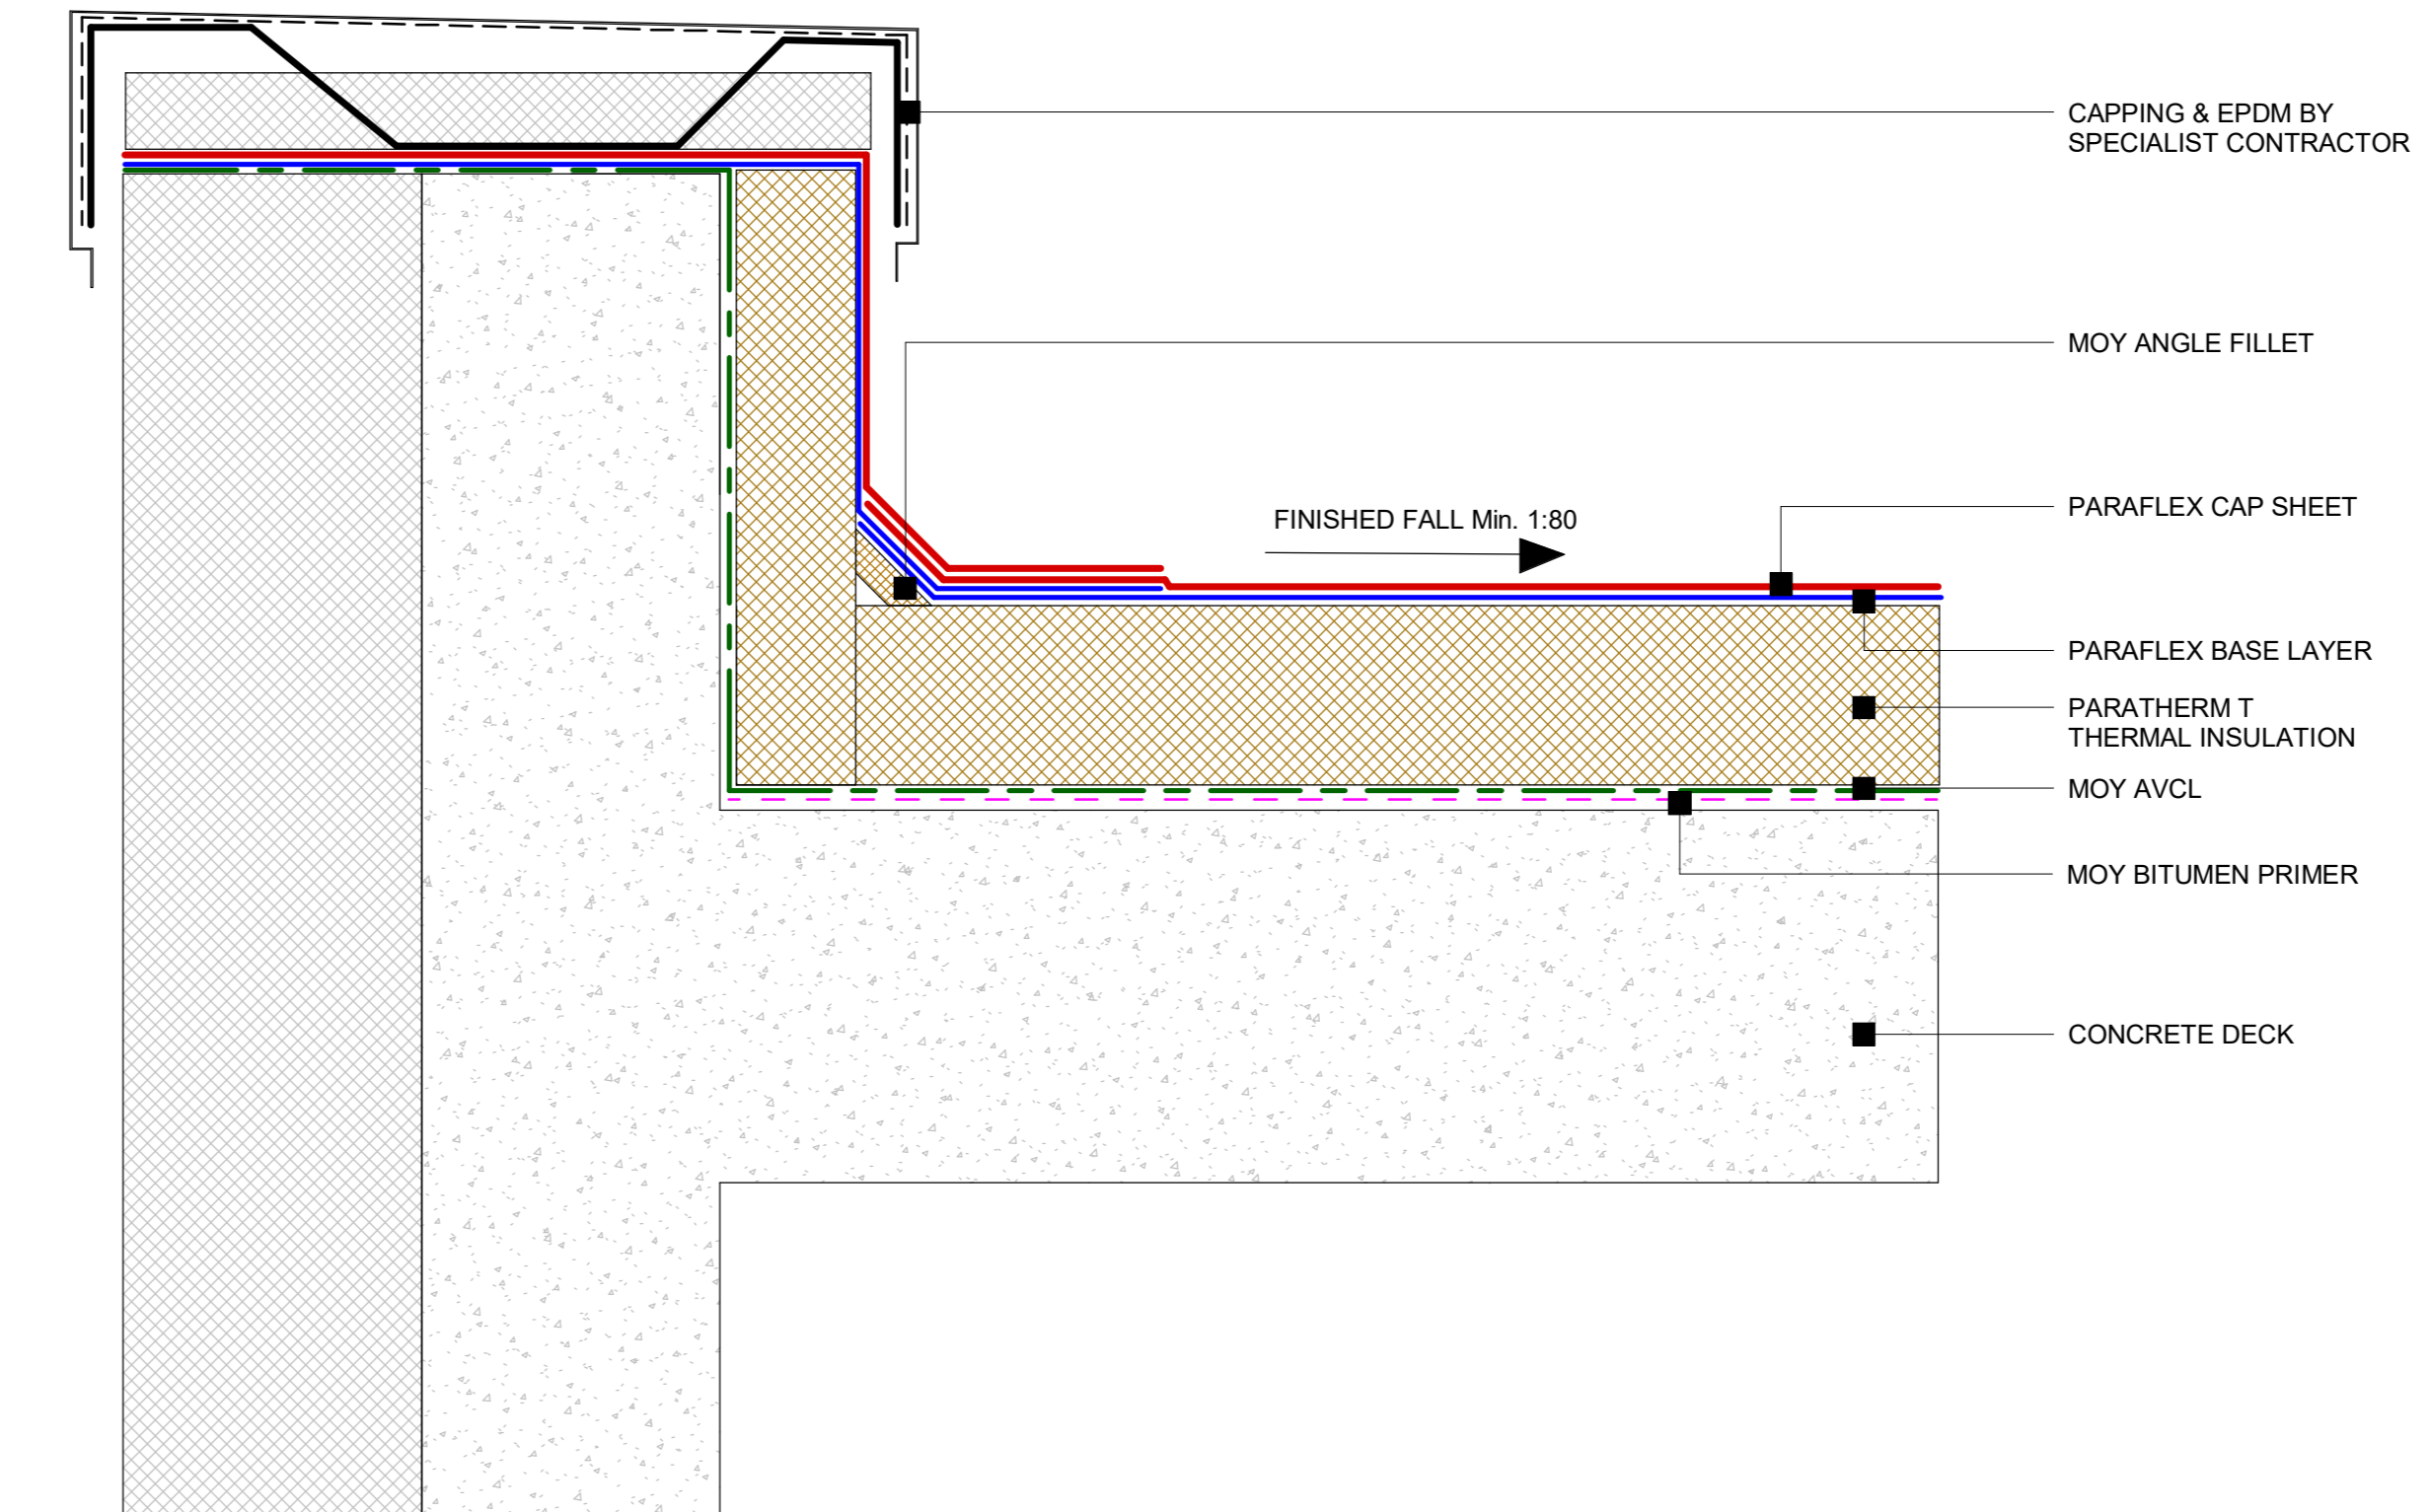 CAPPING & EPDM BY
SPECIALIST CONTRACTOR
MOY ANGLE FILLET
PARAFLEX CAP SHEET
FINISHED FALL Min. 1:80
PARAFLEX BASE LAYER
PARATHERM T
THERMAL INSULATION
MOY AVCL
MOY BITUMEN PRIMER
CONCRETE DECK